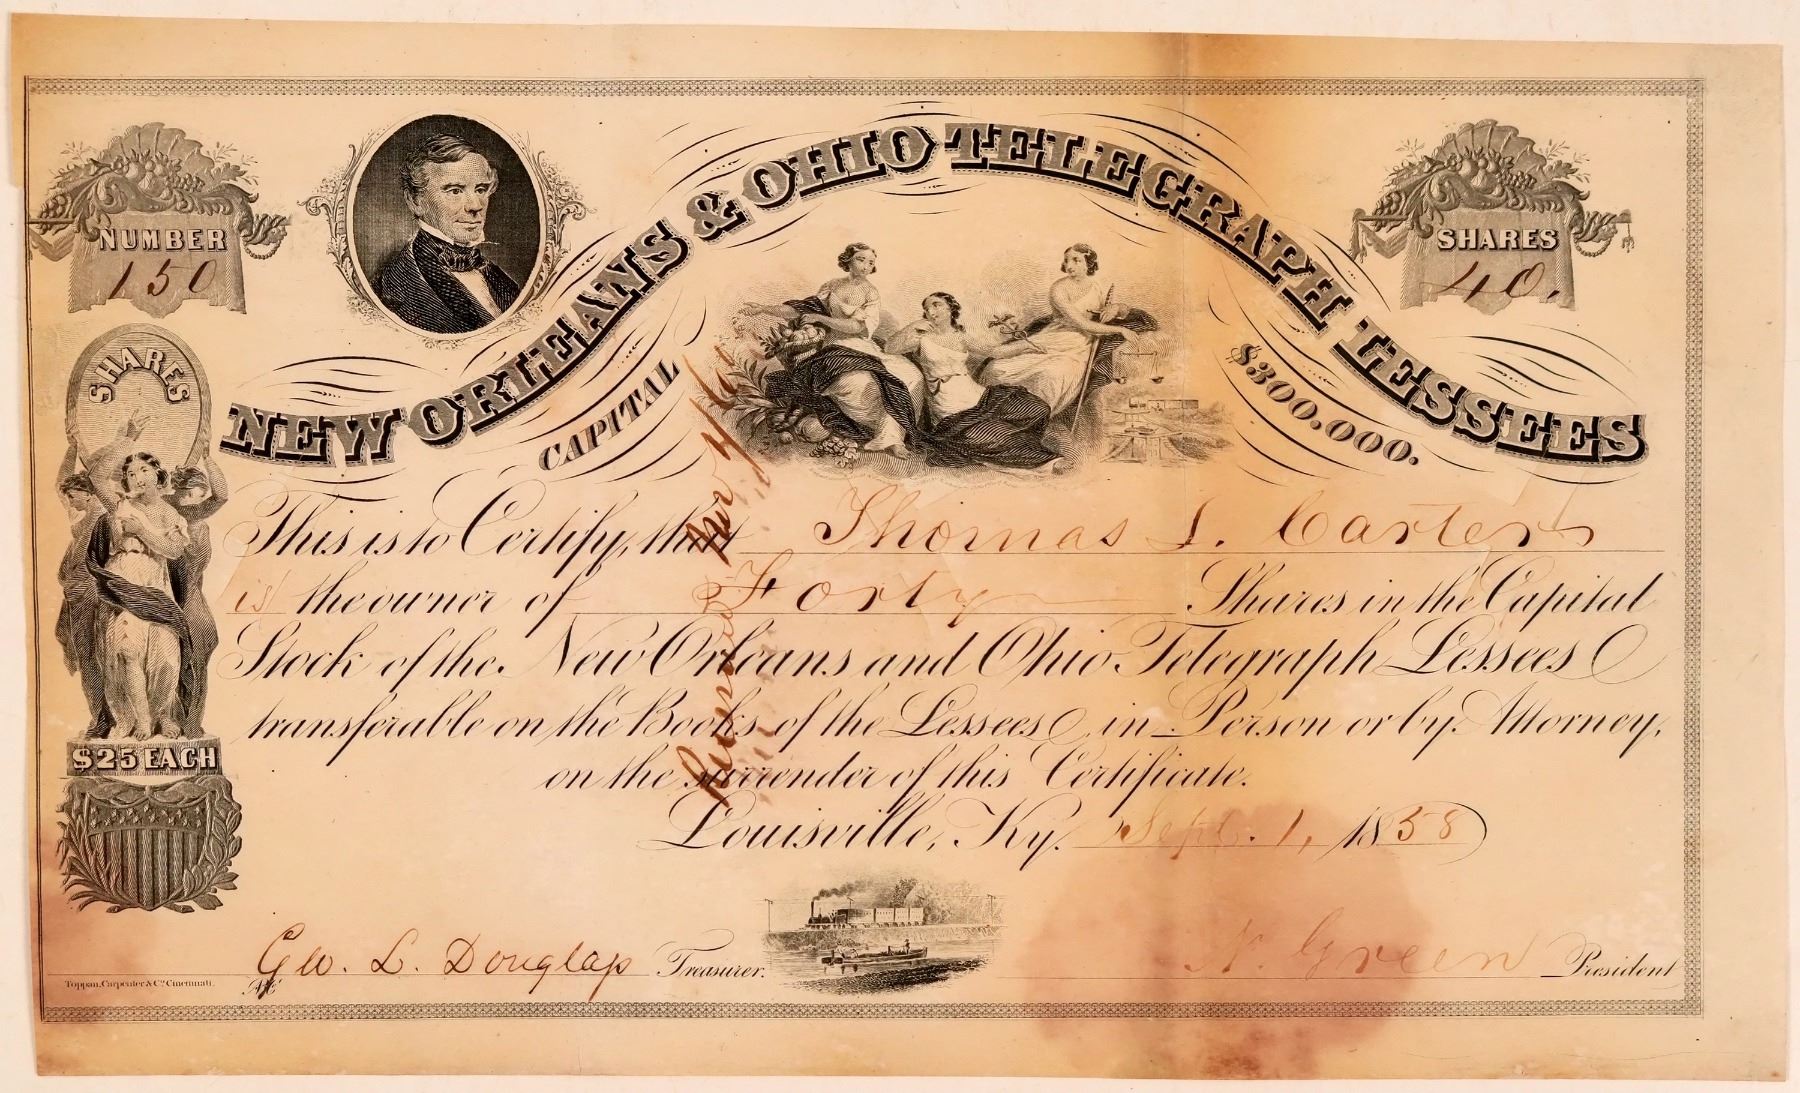 NUMBER
150
NEW ORLEANS & OHIO TELEGRAPH LESSEES
SHARES
40.
CAPITAL $300.000.
SHARES
$25 EACH
This is to Certify, that Thomas I. Carter
is the owner of Forty Shares in the Capital
Stock of the New Orleans and Ohio Telegraph Lessees
transferable on the Books of the Lessees in Person or by Attorney,
on the surrender of this Certificate.
Louisville, Ky. Sept. 1, 1858
Geo. L. Douglass Treasurer.
N. Green President
Toppan, Carpenter & Co. Cincinnati.